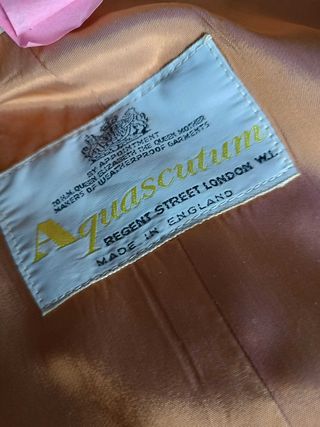 BY APPOINTMENT
TO H.M. QUEEN ELIZABETH THE QUEEN MOTHER
MAKERS OF WEATHERPROOF GARMENTS
Aquascutum
REGENT STREET LONDON W.1.
MADE IN ENGLAND